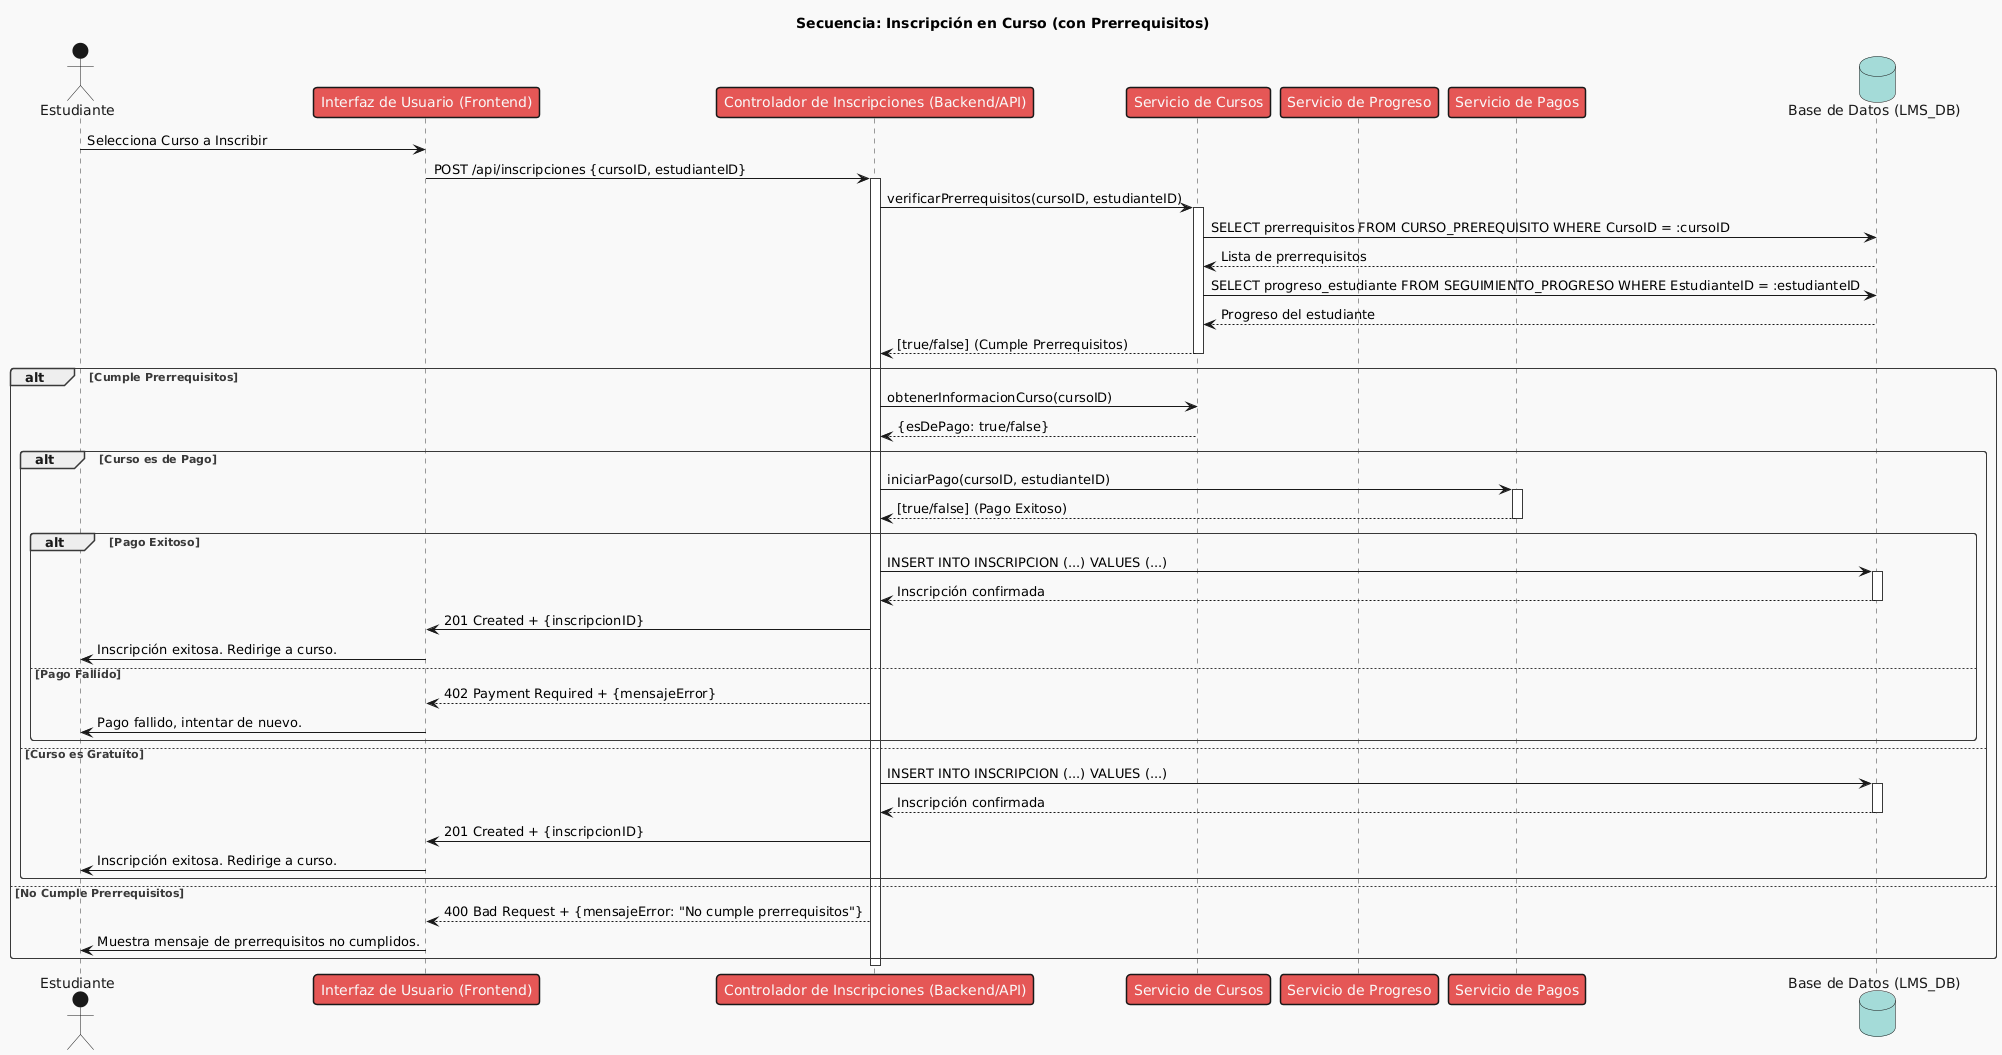 Secuencia: Inscripción en Curso (con Prerrequisitos)
Estudiante
Interfaz de Usuario (Frontend)
Controlador de Inscripciones (Backend/API)
Servicio de Cursos
Servicio de Progreso
Servicio de Pagos
Base de Datos (LMS_DB)
Selecciona Curso a Inscribir
POST /api/inscripciones {cursoID, estudianteID}
verificarPrerrequisitos(cursoID, estudianteID)
SELECT prerrequisitos FROM CURSO_PREREQUISITO WHERE CursoID = :cursoID
Lista de prerrequisitos
SELECT progreso_estudiante FROM SEGUIMIENTO_PROGRESO WHERE EstudianteID = :estudianteID
Progreso del estudiante
[true/false] (Cumple Prerrequisitos)
alt [Cumple Prerrequisitos]
obtenerInformacionCurso(cursoID)
{esDePago: true/false}
alt [Curso es de Pago]
iniciarPago(cursoID, estudianteID)
[true/false] (Pago Exitoso)
alt [Pago Exitoso]
INSERT INTO INSCRIPCION (...) VALUES (...)
Inscripción confirmada
201 Created + {inscripcionID}
Inscripción exitosa. Redirige a curso.
[Pago Fallido]
402 Payment Required + {mensajeError}
Pago fallido, intentar de nuevo.
[Curso es Gratuito]
INSERT INTO INSCRIPCION (...) VALUES (...)
Inscripción confirmada
201 Created + {inscripcionID}
Inscripción exitosa. Redirige a curso.
[No Cumple Prerrequisitos]
400 Bad Request + {mensajeError: "No cumple prerrequisitos"}
Muestra mensaje de prerrequisitos no cumplidos.
Estudiante
Interfaz de Usuario (Frontend)
Controlador de Inscripciones (Backend/API)
Servicio de Cursos
Servicio de Progreso
Servicio de Pagos
Base de Datos (LMS_DB)